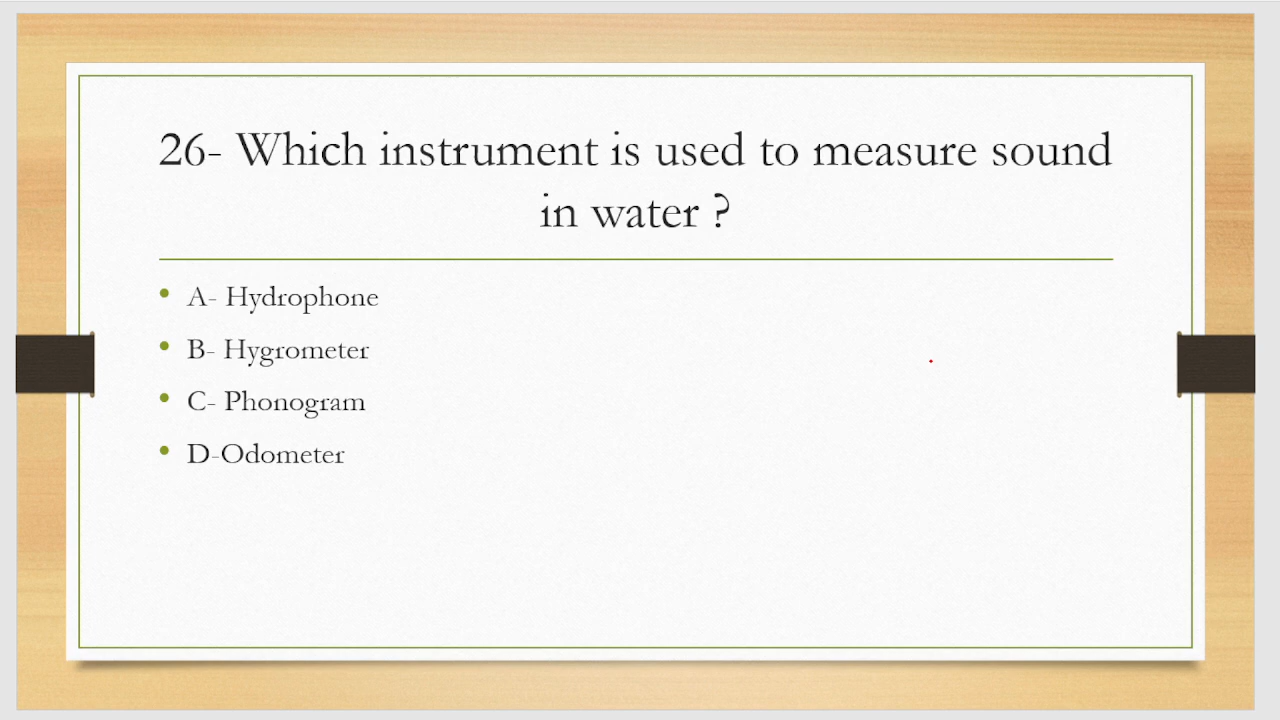 26- Which instrument is used to measure sound
in water ?
• A- Hydrophone
• B- Hygrometer
• C- Phonogram
• D-Odometer